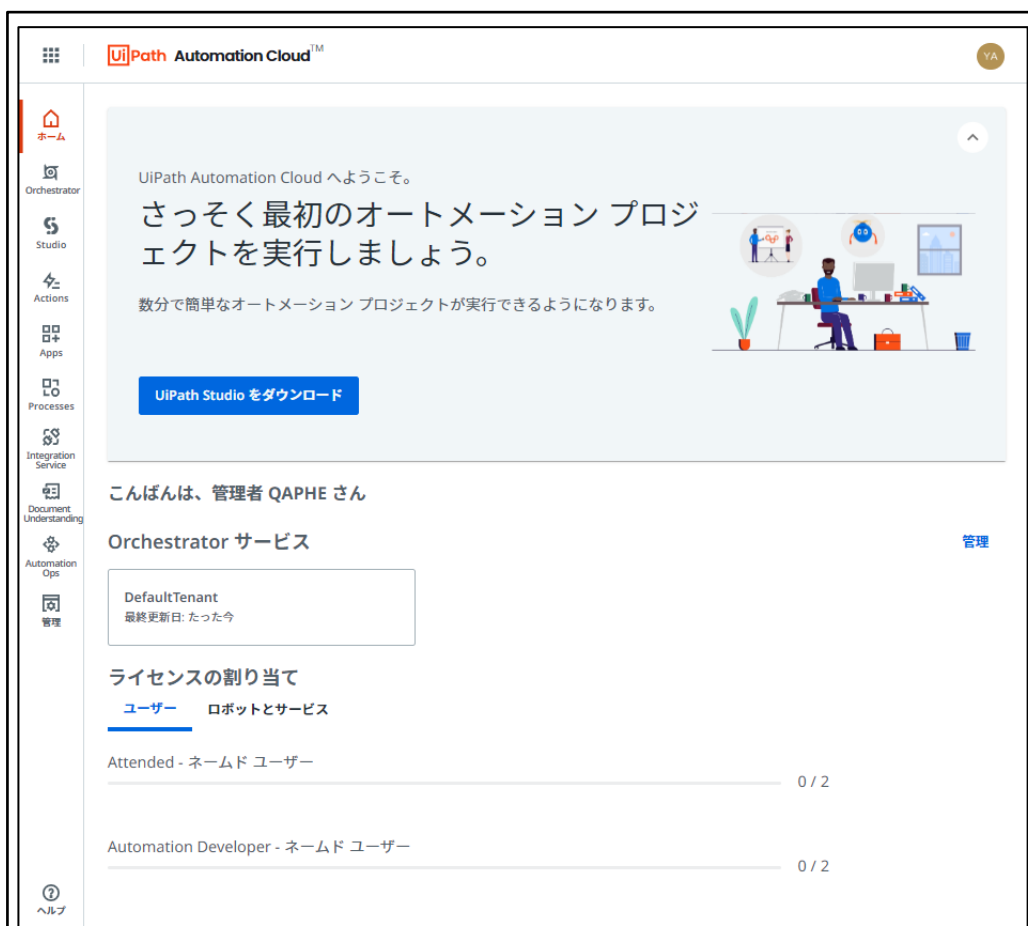 UiPath Automation Cloud™
YA
ホーム
Orchestrator
Studio
Actions
Apps
Processes
Integration
Service
Document
Understanding
Automation
Ops
管理
ヘルプ
UiPath Automation Cloud へようこそ。
さっそく最初のオートメーション プロジ
ェクトを実行しましょう。
数分で簡単なオートメーション プロジェクトが実行できるようになります。
UiPath Studio をダウンロード
こんばんは、管理者 QAPHE さん
Orchestrator サービス
管理
DefaultTenant
最終更新日: たった今
ライセンスの割り当て
ユーザー ロボットとサービス
Attended - ネームド ユーザー
0 / 2
Automation Developer - ネームド ユーザー
0 / 2